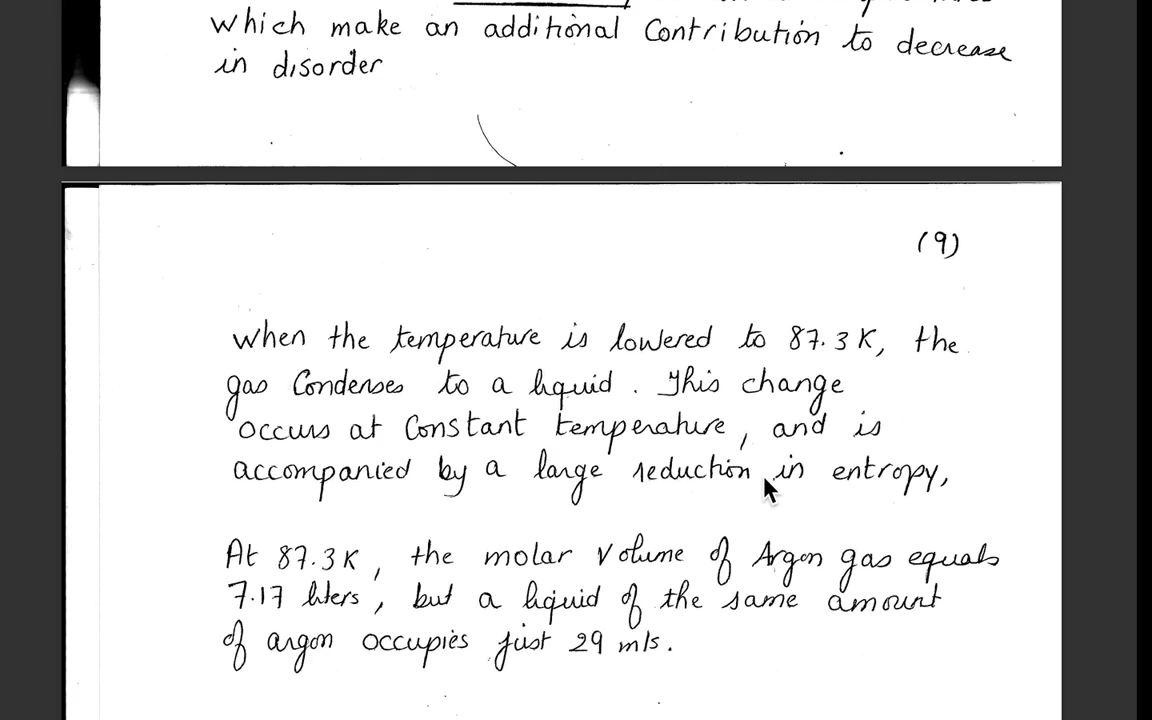 which make an additional contribution to decrease
in disorder
(9)
when the temperature is lowered to 87.3 K, the
gas condenses to a liquid. This change
occurs at constant temperature, and is
accompanied by a large reduction in entropy,
At 87.3K, the molar volume of Argon gas equals
7.17 liters, but a liquid of the same amount
of argon occupies just 29 mls.